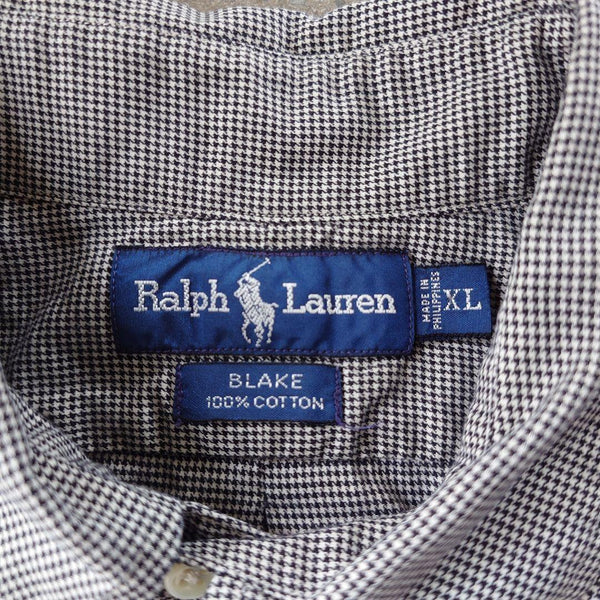 Ralph Lauren
MADE IN
PHILIPPINES
XL
BLAKE
100% COTTON